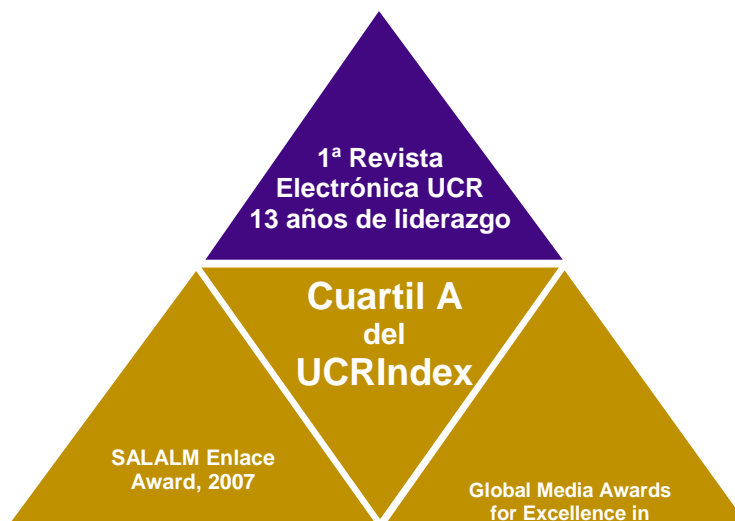 1ª Revista
Electrónica UCR
13 años de liderazgo
Cuartil A
del
UCRIndex
SALALM Enlace
Award, 2007
Global Media Awards
for Excellence in